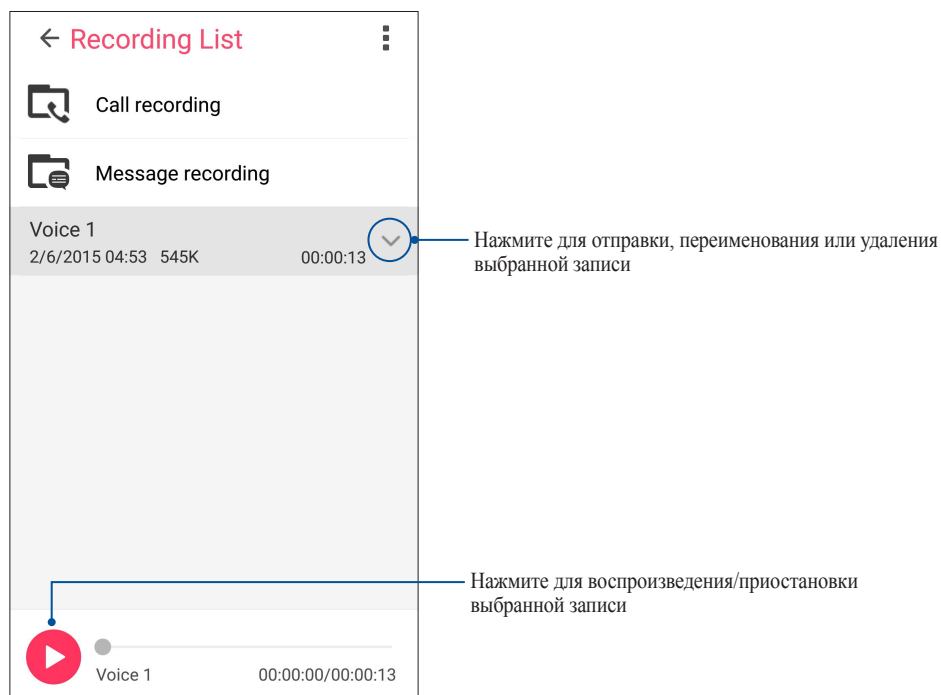 Recording List
Call recording
Message recording
Voice 1
2/6/2015 04:53 545K 00:00:13
Нажмите для отправки, переименования или удаления
выбранной записи
Нажмите для воспроизведения/приостановки
выбранной записи
Voice 1 00:00:00/00:00:13